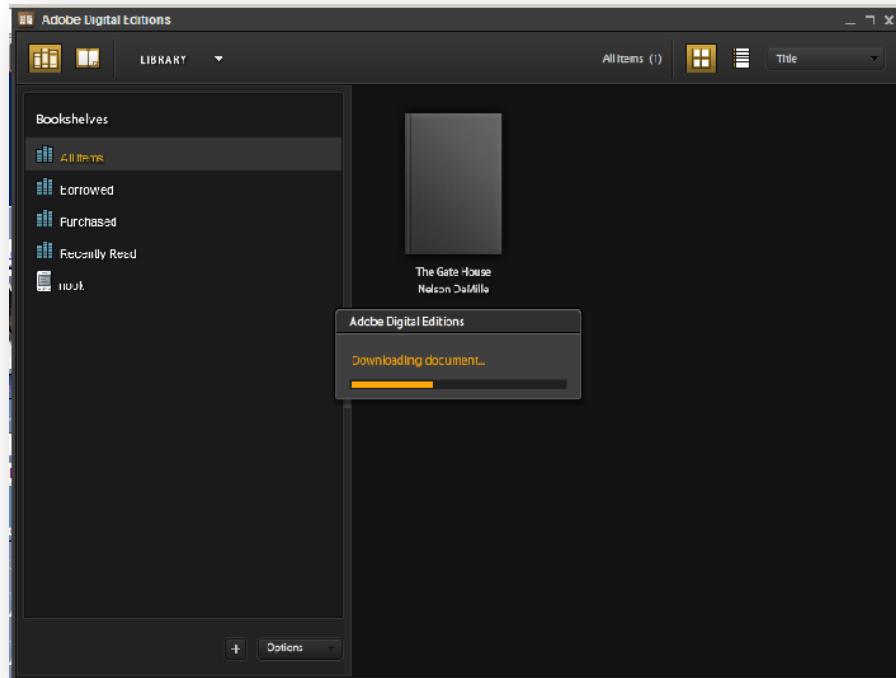 Adobe Digital Editions
LIBRARY
All Items (1)
Title
Bookshelves
All Items
Borrowed
Purchased
Recently Read
nook
The Gate House
Nelson DeMille
Adobe Digital Editions
Downloading document...
+ Options